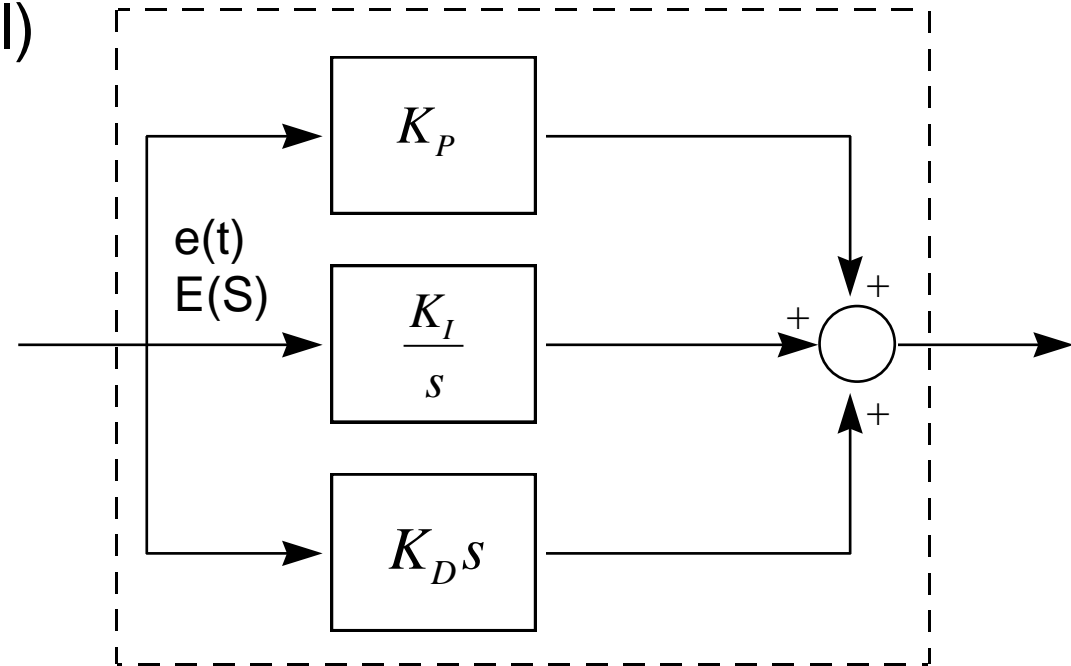 l)
K_P
e(t)
E(S)
K_I
s
K_D s
+
+
+